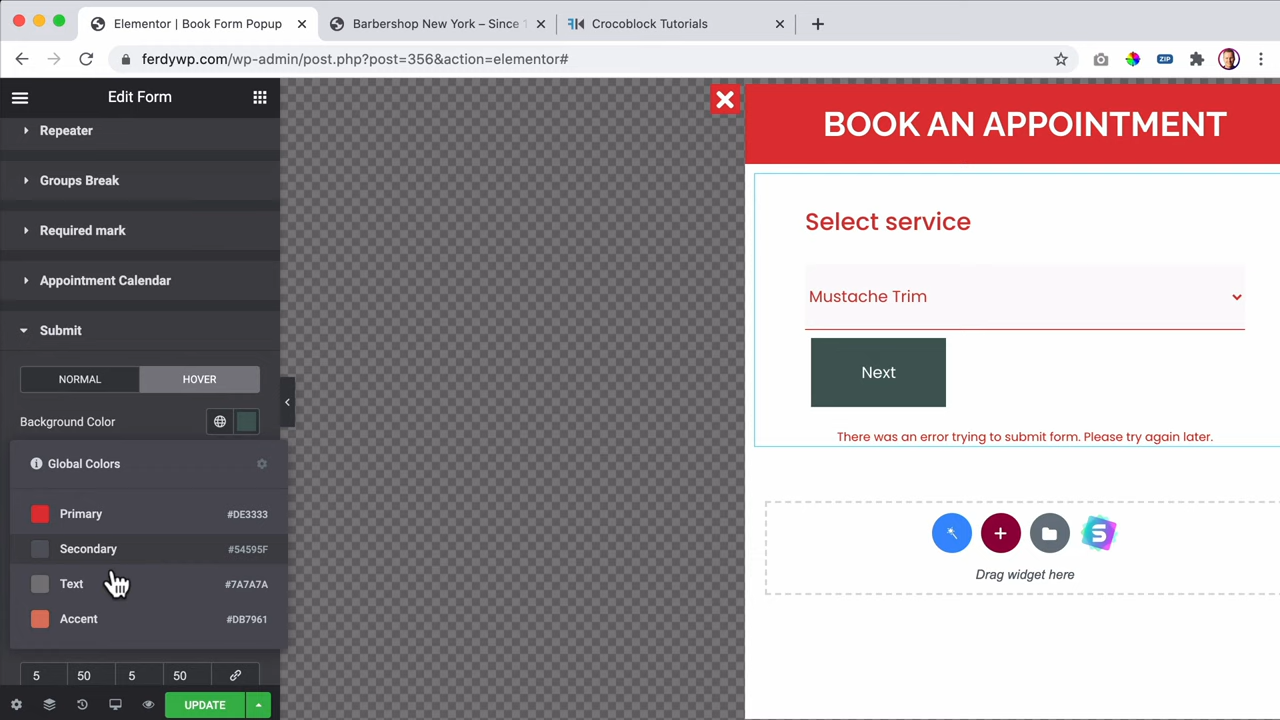 Elementor | Book Form Popup
Barbershop New York – Since 1
Crocoblock Tutorials
ferdywp.com/wp-admin/post.php?post=356&action=elementor#
ZIP
Edit Form
Repeater
Groups Break
Required mark
Appointment Calendar
Submit
NORMAL
HOVER
Background Color
Global Colors
Primary
#DE3333
Secondary
#54595F
Text
#7A7A7A
Accent
#DB7961
5
50
5
50
UPDATE
BOOK AN APPOINTMENT
Select service
Mustache Trim
Next
There was an error trying to submit form. Please try again later.
Drag widget here